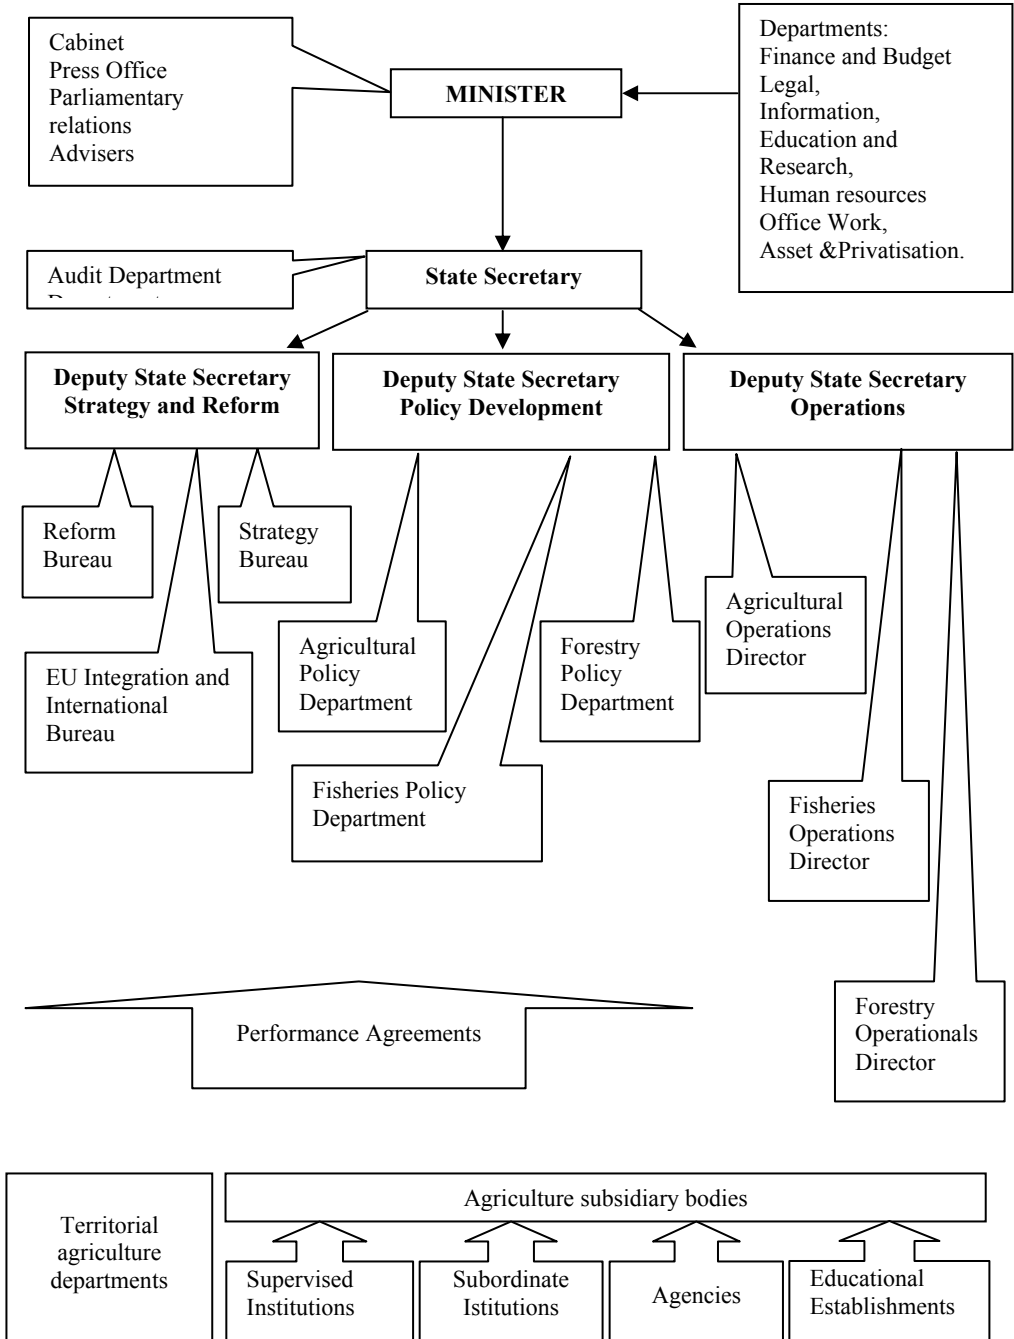 Cabinet
Press Office
Parliamentary
relations
Advisers
MINISTER
Departments:
Finance and Budget
Legal,
Information,
Education and
Research,
Human resources
Office Work,
Asset &Privatisation.
Audit Department
State Secretary
Deputy State Secretary
Strategy and Reform
Deputy State Secretary
Policy Development
Deputy State Secretary
Operations
Reform
Bureau
Strategy
Bureau
EU Integration and
International
Bureau
Agricultural
Policy
Department
Fisheries Policy
Department
Forestry
Policy
Department
Agricultural
Operations
Director
Fisheries
Operations
Director
Forestry
Operationals
Director
Performance Agreements
Territorial
agriculture
departments
Agriculture subsidiary bodies
Supervised
Institutions
Subordinate
Istitutions
Agencies
Educational
Establishments